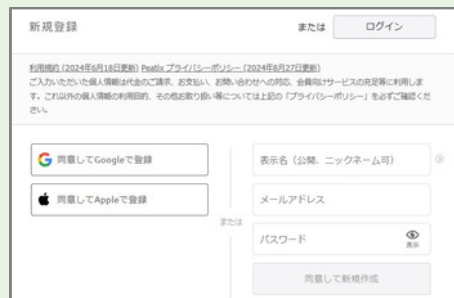 新規登録
または
ログイン
利用規約 (2024年6月18日更新) Peatix プライバシーポリシー (2024年8月27日更新)
ご入力いただいた個人情報は代金のご請求、お支払い、お問い合わせへの対応、会員向けサービスの充足等に利用しま
す。これ以外の個人情報の利用目的、その他お取り扱い等については上記の「プライバシーポリシー」を必ずご確認くだ
さい。
同意してGoogleで登録
同意してAppleで登録
または
表示名（公開、ニックネーム可）
メールアドレス
パスワード
表示
同意して新規作成